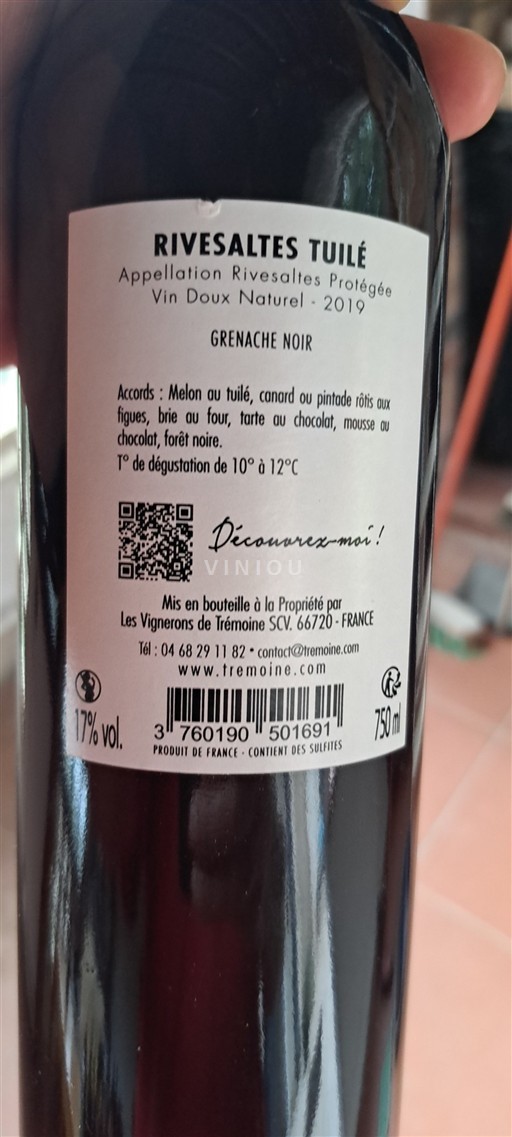 RIVESALTES TUILÉ
Appellation Rivesaltes Protégée
Vin Doux Naturel - 2019
GRENACHE NOIR
Accords : Melon au tuilé, canard ou pintade rôtis aux
figues, brie au four, tarte au chocolat, mousse au
chocolat, forêt noire.
T° de dégustation de 10° à 12°C
Découvrez-moi !
VINIOU
Mis en bouteille à la Propriété par
Les Vignerons de Trémoine SCV. 66720 - FRANCE
Tél : 04 68 29 11 82 • contact@tremoine.com
www.tremoine.com
17% vol.
3 760190 501691
750 ml
PRODUIT DE FRANCE - CONTIENT DES SULFITES